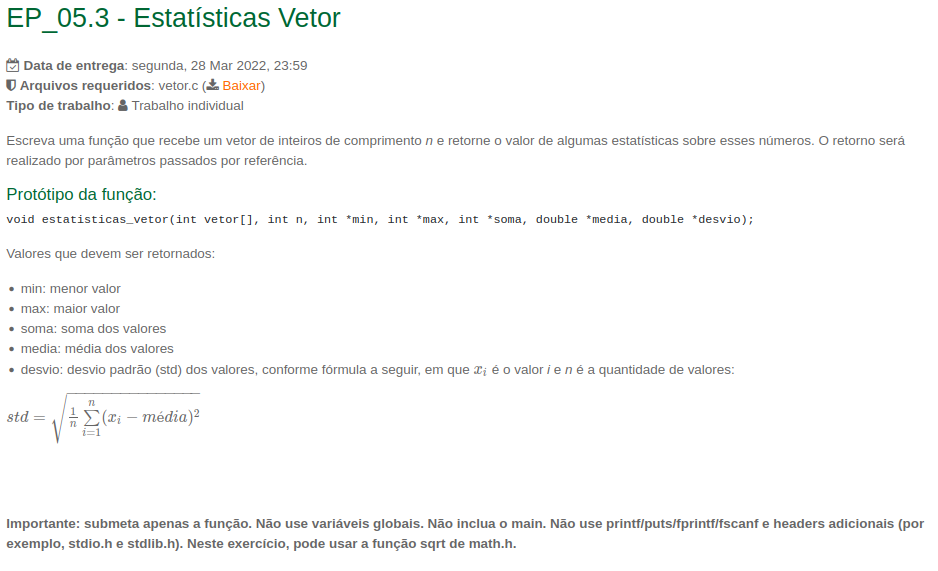 EP_05.3 - Estatísticas Vetor
Data de entrega: segunda, 28 Mar 2022, 23:59
Arquivos requeridos: vetor.c (Baixar)
Tipo de trabalho: Trabalho individual
Escreva uma função que recebe um vetor de inteiros de comprimento n e retorne o valor de algumas estatísticas sobre esses números. O retorno será
realizado por parâmetros passados por referência.
Protótipo da função:
void estatisticas_vetor(int vetor[], int n, int *min, int *max, int *soma, double *media, double *desvio);
Valores que devem ser retornados:
• min: menor valor
• max: maior valor
• soma: soma dos valores
• media: média dos valores
• desvio: desvio padrão (std) dos valores, conforme fórmula a seguir, em que x_i é o valor i e n é a quantidade de valores:
std = √(1/n ∑_{i=1}^{n} (x_i − média)²)
Importante: submeta apenas a função. Não use variáveis globais. Não inclua o main. Não use printf/puts/fprintf/fscanf e headers adicionais (por
exemplo, stdio.h e stdlib.h). Neste exercício, pode usar a função sqrt de math.h.